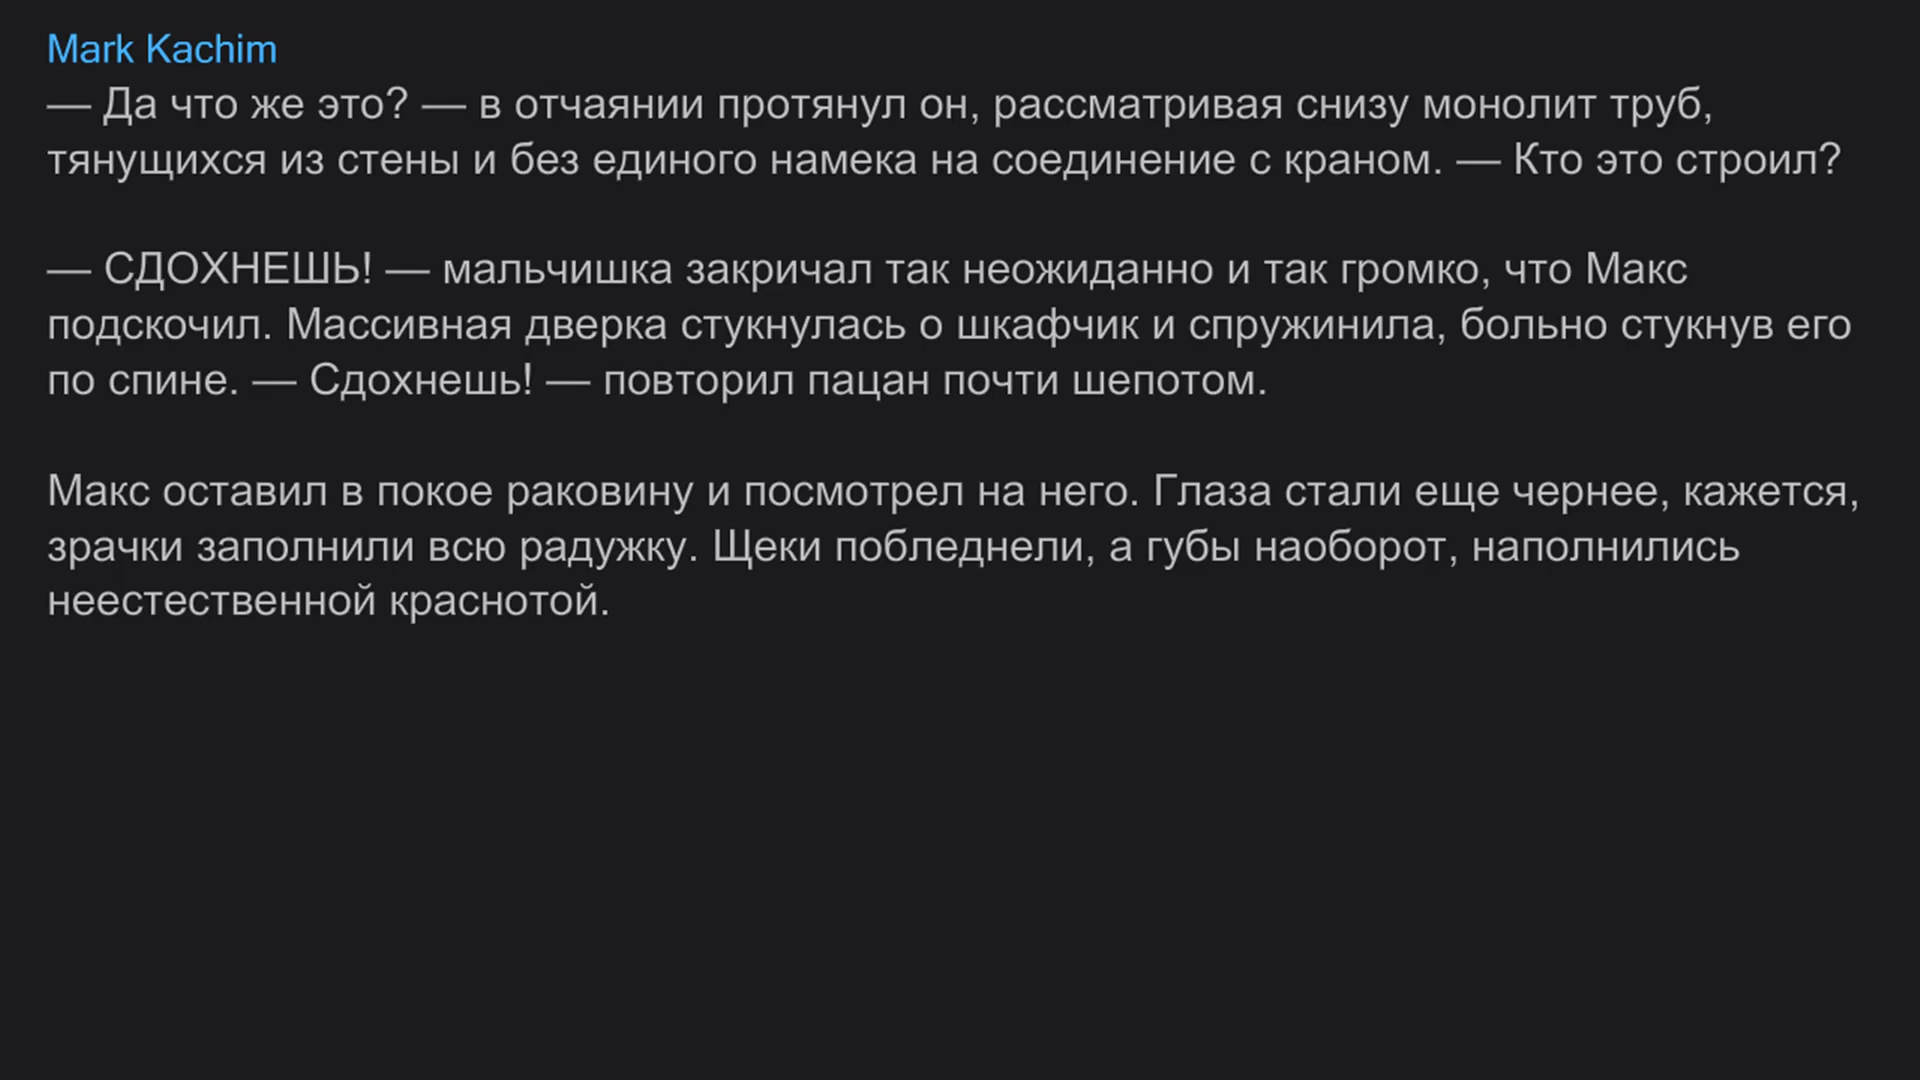 Mark Kachim
— Да что же это? — в отчаянии протянул он, рассматривая снизу монолит труб,
тянущихся из стены и без единого намека на соединение с краном. — Кто это строил?
— СДОХНЕШЬ! — мальчишка закричал так неожиданно и так громко, что Макс
подскочил. Массивная дверка стукнулась о шкафчик и спружинила, больно стукнув его
по спине. — Сдохнешь! — повторил пацан почти шепотом.
Макс оставил в покое раковину и посмотрел на него. Глаза стали еще чернее, кажется,
зрачки заполнили всю радужку. Щеки побледнели, а губы наоборот, наполнились
неестественной краснотой.